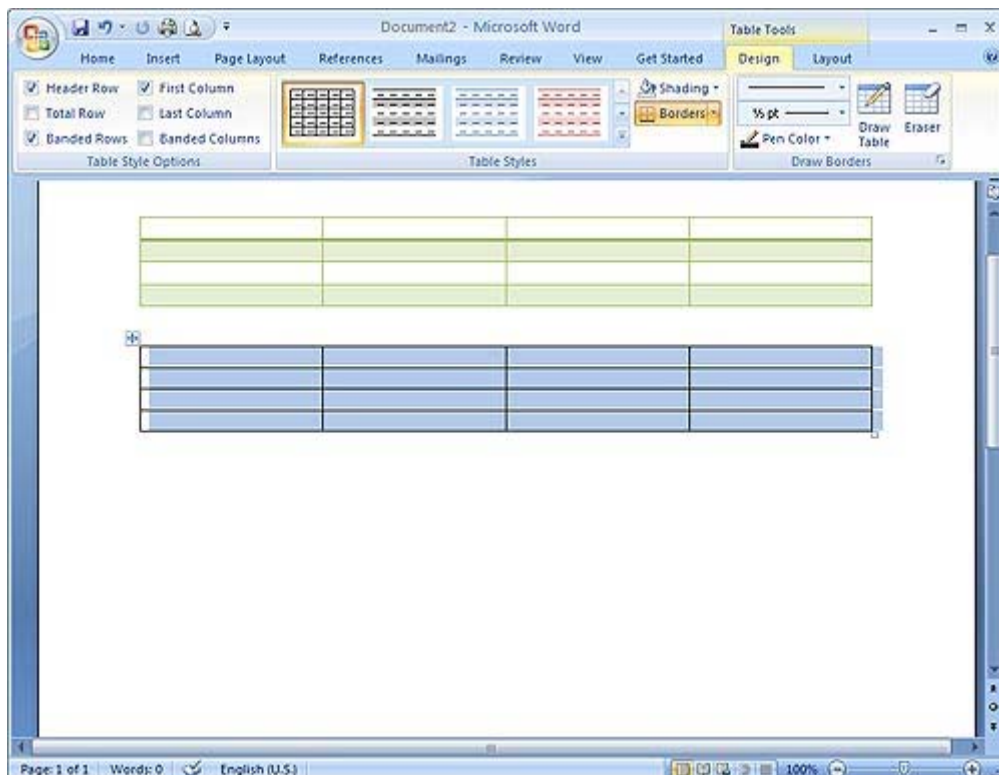 Document2 - Microsoft Word
Table Tools
Home Insert Page Layout References Mailings Review View Get Started Design Layout
Header Row First Column
Total Row Last Column
Banded Rows Banded Columns
Table Style Options
Table Styles
Shading
Borders
½ pt
Pen Color
Draw Table
Eraser
Draw Borders
Page: 1 of 1 Words: 0 English (U.S.) 100%